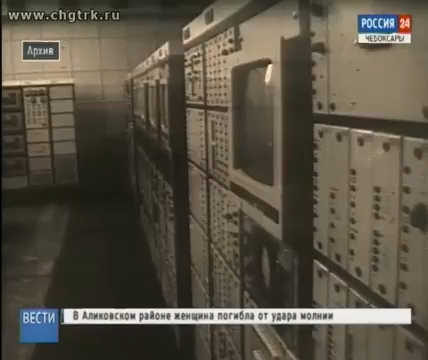 www.chgtrk.ru
Архив
РОССИЯ 24
ЧЕБОКСАРЫ
ВЕСТИ
В Аликовском районе женщина погибла от удара молнии